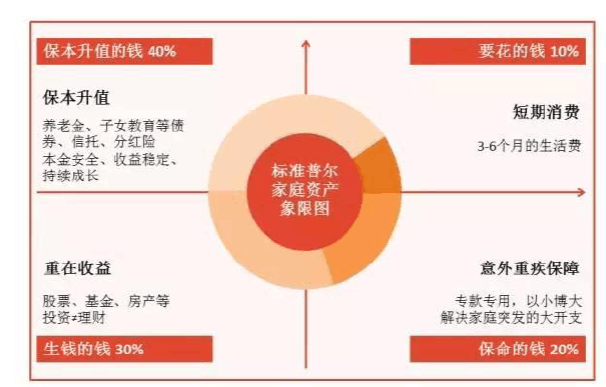 保本升值的钱 40%
要花的钱 10%
保本升值
养老金、子女教育等债
券、信托、分红险
本金安全、收益稳定、
持续成长
短期消费
3-6个月的生活费
标准普尔
家庭资产
象限图
重在收益
股票、基金、房产等
投资≠理财
生钱的钱 30%
意外重疾保障
专款专用，以小博大
解决家庭突发的大开支
保命的钱 20%